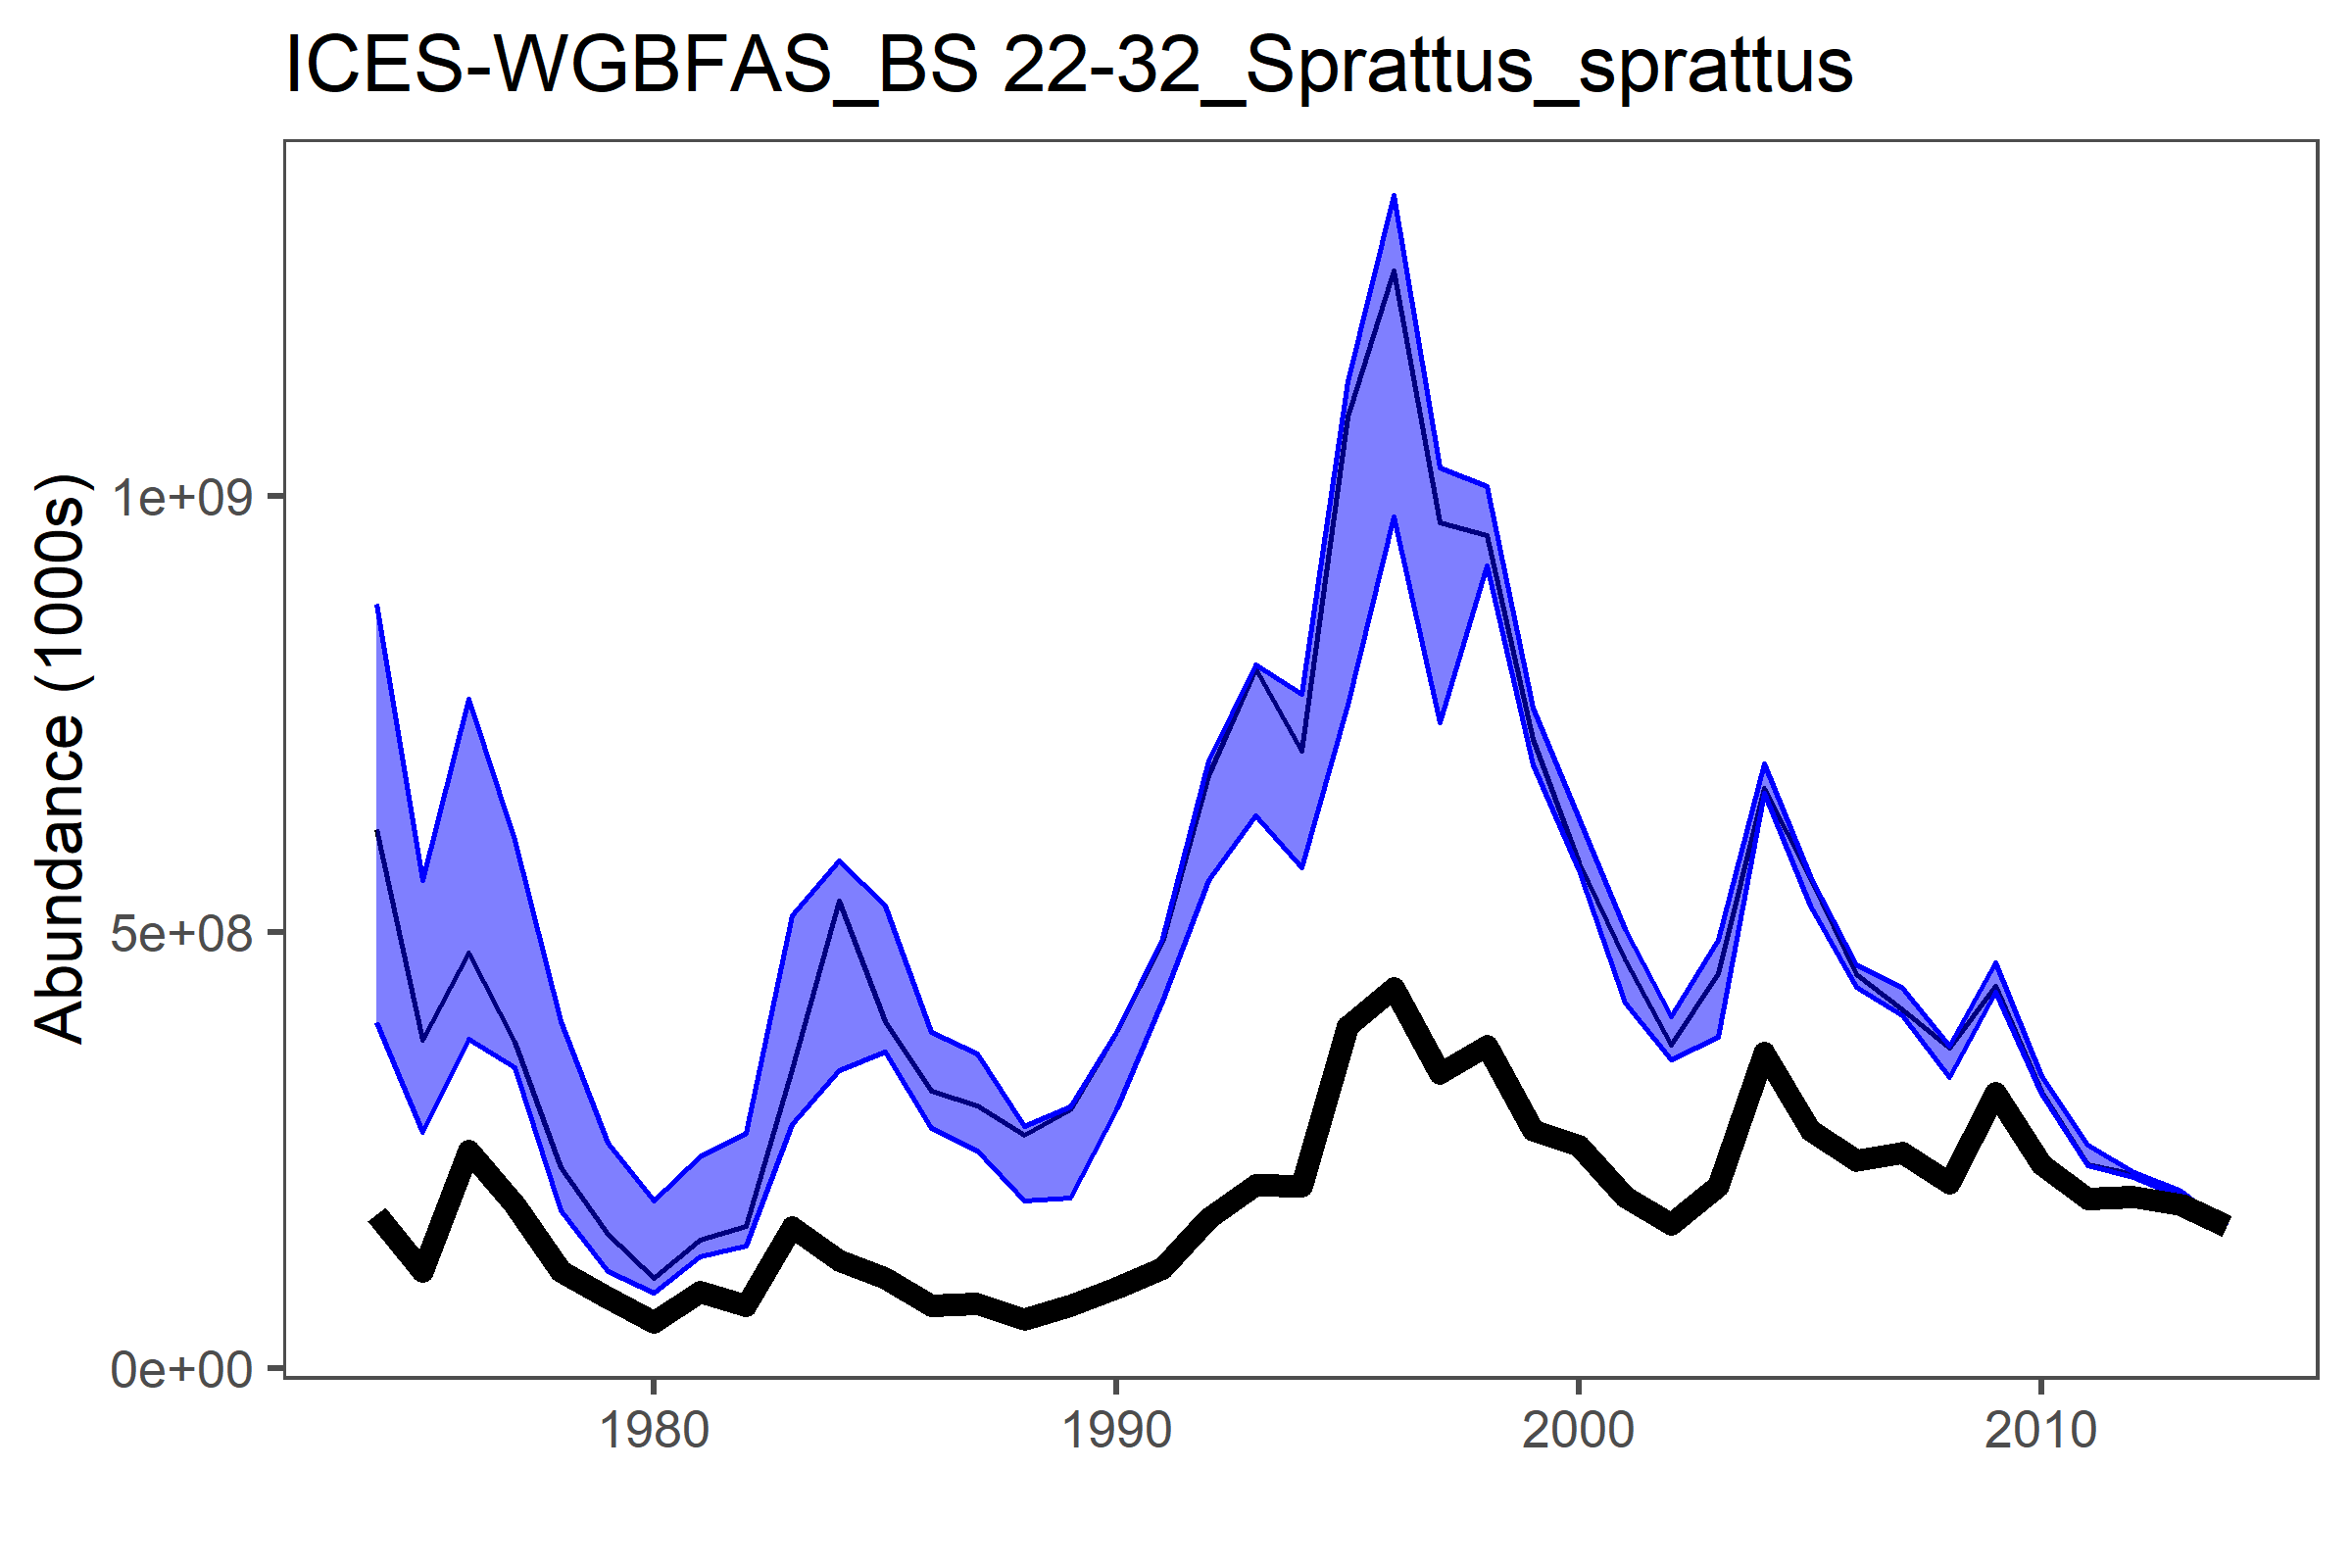 ICES-WGBFAS_BS 22-32_Sprattus_sprattus
Abundance (1000s)
1e+09
5e+08
0e+00
1980
1990
2000
2010